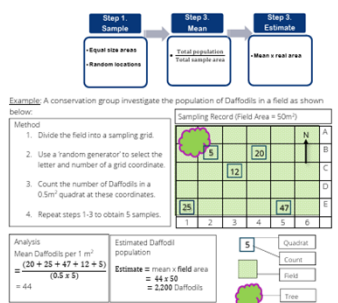 Step 1.
Sample
Step 3.
Mean
Step 3.
Estimate
•Equal size areas
•Random locations
• Total population
Total sample area
•Mean x real area
Example: A conservation group investigate the population of Daffodils in a field as shown
below:
Method
1. Divide the field into a sampling grid.
2. Use a 'random generator' to select the
letter and number of a grid coordinate.
3. Count the number of Daffodils in a
0.5m² quadrat at these coordinates.
4. Repeat steps 1-3 to obtain 5 samples.
Sampling Record (Field Area = 50m²)
N
A
5
20
B
12
C
D
25
47
E
1 2 3 4 5 6
Analysis
Mean Daffodils per 1 m²
= (20 + 25 + 47 + 12 + 5)
(0.5 x 5)
= 44
Estimated Daffodil
population
Estimate = mean x field area
= 44 x 50
= 2,200 Daffodils
5
Quadrat
Count
Field
Tree